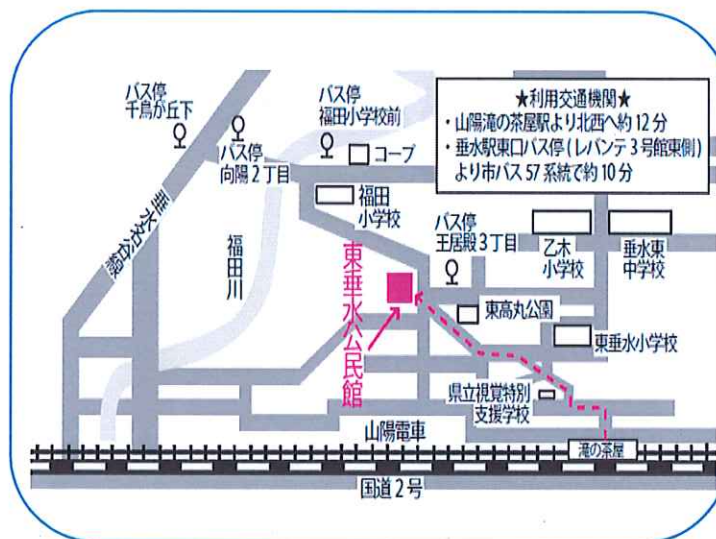 バス停
千鳥が丘下
バス停
向陽2丁目
バス停
福田小学校前
コープ
★利用交通機関★
・山陽滝の茶屋駅より北西へ約12分
・垂水駅東口バス停(レバンテ3号館東側)
より市バス57系統で約10分
福田
小学校
垂水名谷線
福田川
東垂水公民館
バス停
王居殿3丁目
乙木
小学校
垂水東
中学校
東高丸公園
東垂水小学校
県立視覚特別
支援学校
山陽電車
滝の茶屋
国道2号